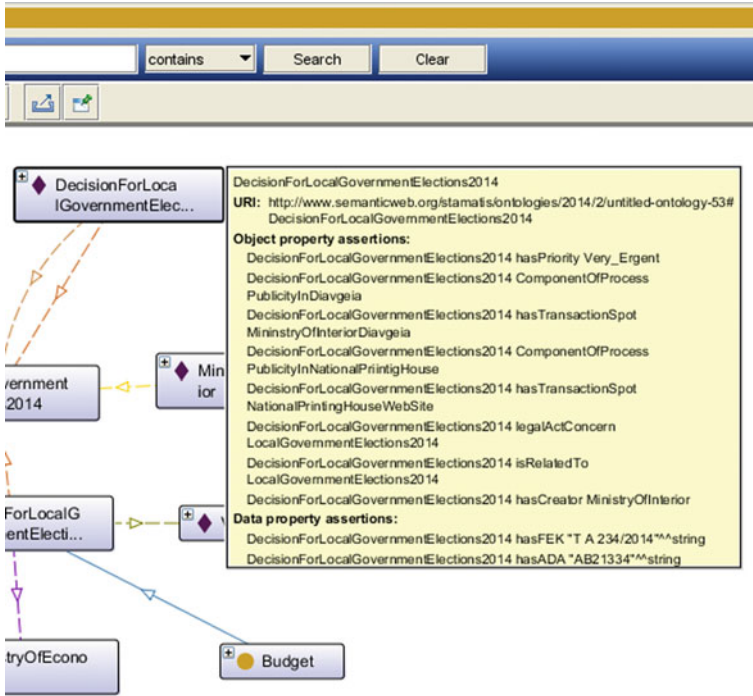 contains
Search
Clear
DecisionForLoca
lGovernmentElec...
DecisionForLocalGovernmentElections2014
URI: http://www.semanticweb.org/stamatis/ontologies/2014/2/untitled-ontology-53#
DecisionForLocalGovernmentElections2014
Object property assertions:
DecisionForLocalGovernmentElections2014 hasPriority Very_Ergent
DecisionForLocalGovernmentElections2014 ComponentOfProcess
PublicityInDiavgeia
DecisionForLocalGovernmentElections2014 hasTransactionSpot
MininstryOfInteriorDiavgeia
DecisionForLocalGovernmentElections2014 ComponentOfProcess
PublicityInNationalPriintigHouse
DecisionForLocalGovernmentElections2014 hasTransactionSpot
NationalPrintingHouseWebSite
DecisionForLocalGovernmentElections2014 legalActConcern
LocalGovernmentElections2014
DecisionForLocalGovernmentElections2014 isRelatedTo
LocalGovernmentElections2014
DecisionForLocalGovernmentElections2014 hasCreator MinistryOfInterior
Data property assertions:
DecisionForLocalGovernmentElections2014 hasFEK "T A 234/2014"^^string
DecisionForLocalGovernmentElections2014 hasADA "AB21334"^^string
vernment
2014
Min
ior
ForLocalG
entElecti...
tryOfEcono
Budget